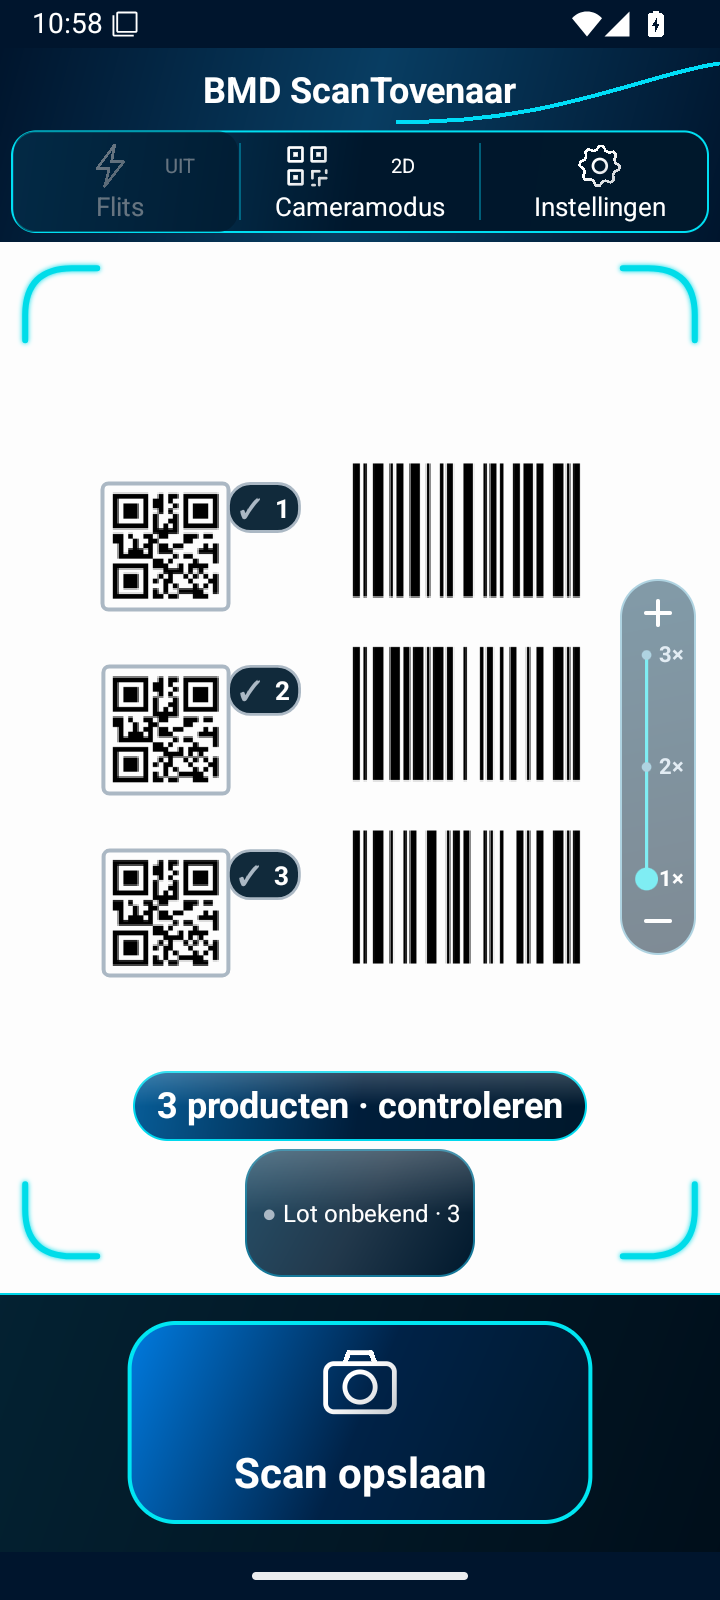 10:58
BMD ScanTovenaar
UIT
Flits
2D
Cameramodus
Instellingen
✓ 1
✓ 2
✓ 3
+
3×
2×
1×
−
3 producten · controleren
Lot onbekend · 3
Scan opslaan